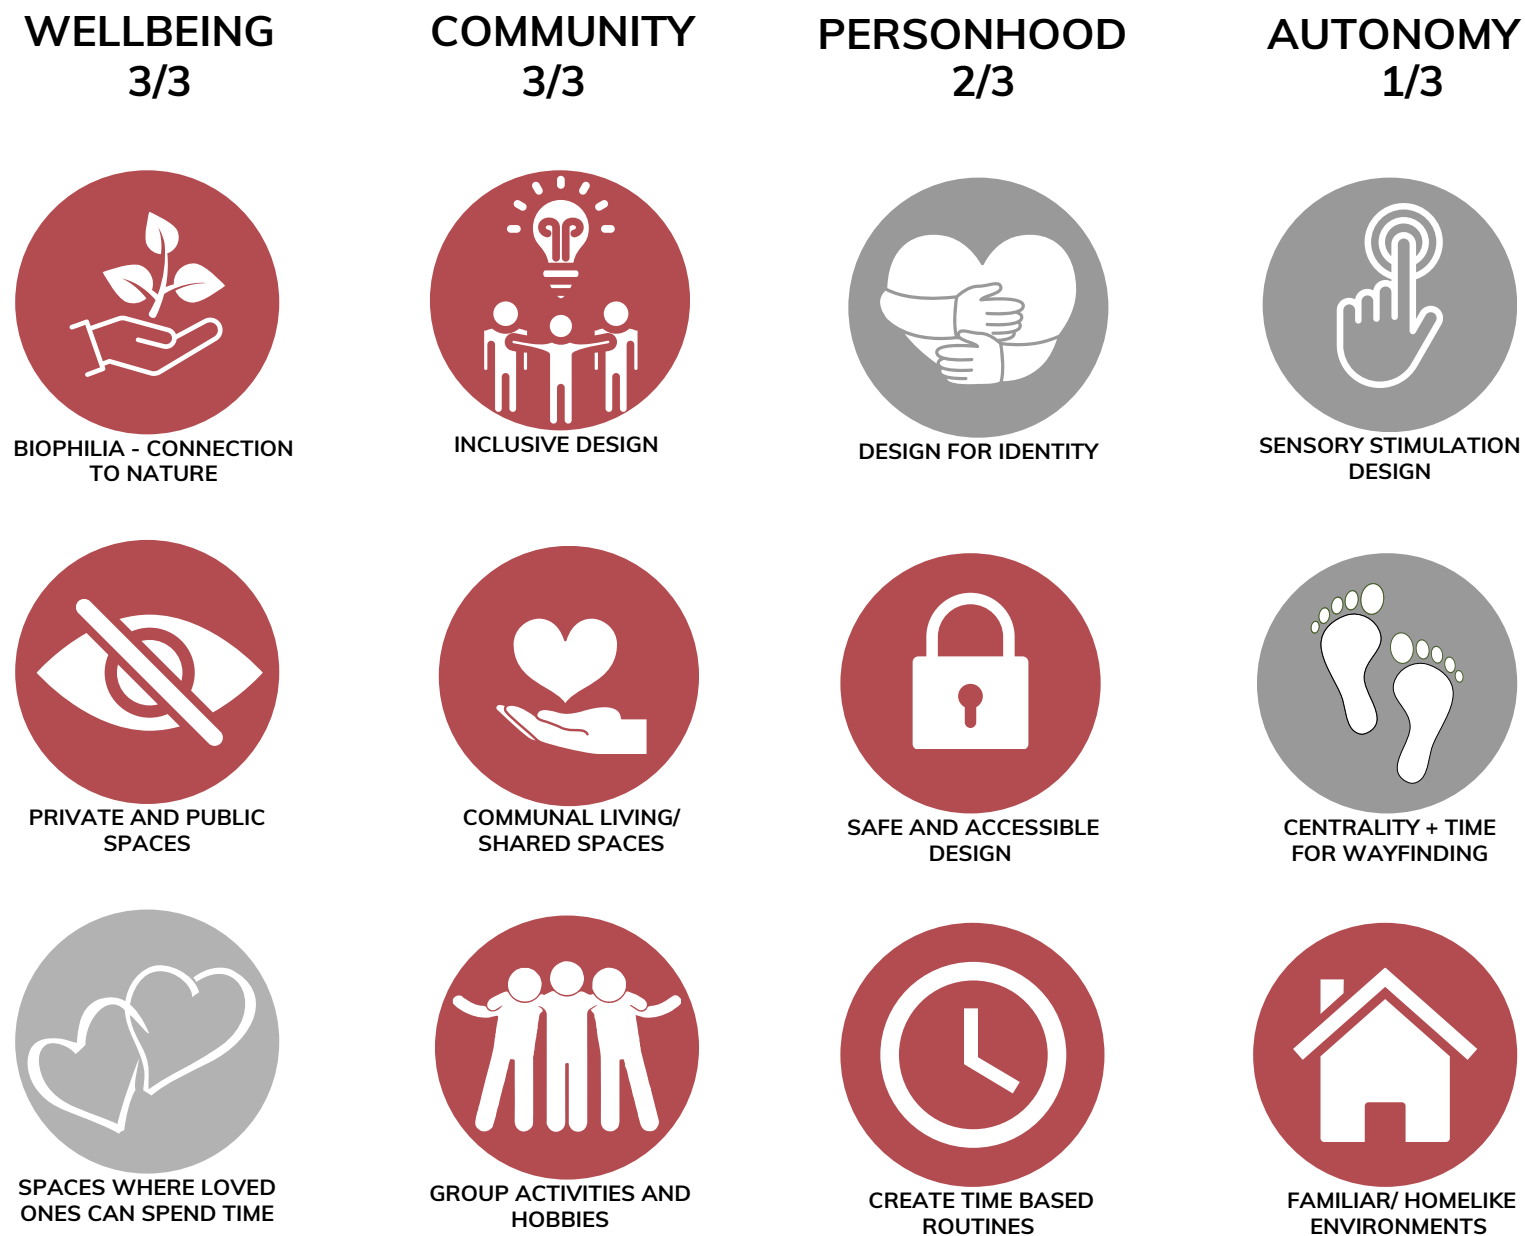 WELLBEING
3/3
COMMUNITY
3/3
PERSONHOOD
2/3
AUTONOMY
1/3
BIOPHILIA - CONNECTION
TO NATURE
INCLUSIVE DESIGN
DESIGN FOR IDENTITY
SENSORY STIMULATION
DESIGN
PRIVATE AND PUBLIC
SPACES
COMMUNAL LIVING/
SHARED SPACES
SAFE AND ACCESSIBLE
DESIGN
CENTRALITY + TIME
FOR WAYFINDING
SPACES WHERE LOVED
ONES CAN SPEND TIME
GROUP ACTIVITIES AND
HOBBIES
CREATE TIME BASED
ROUTINES
FAMILIAR/ HOMELIKE
ENVIRONMENTS